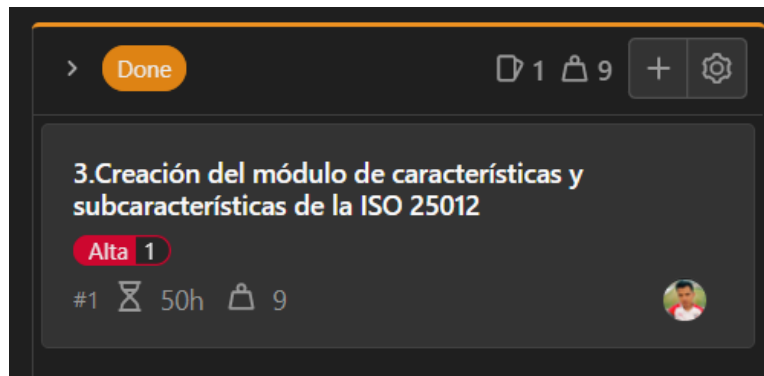 Done 1 9
3.Creación del módulo de características y
subcaracterísticas de la ISO 25012
Alta 1
#1 50h 9